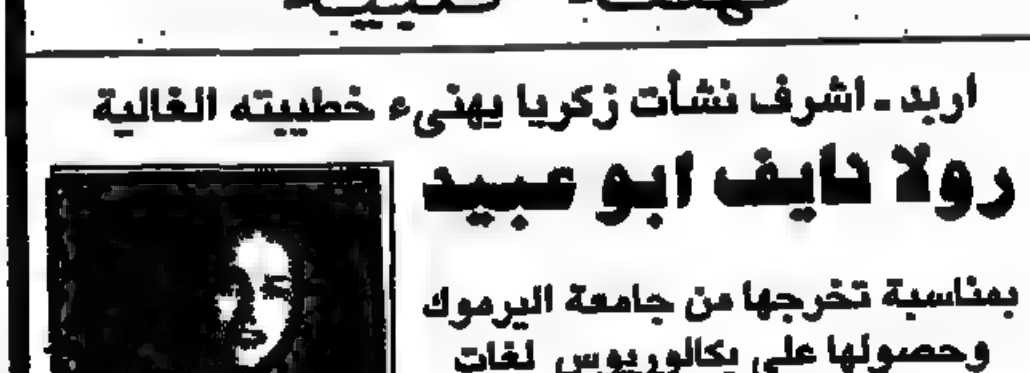 اربد ـ اشرف نشأت زكريا يهنىء خطيبته الغالية
رولا نايف ابو عبيد
بمناسبة تخرجها من جامعة اليرموك
وحصولها على بكالوريوس لغات